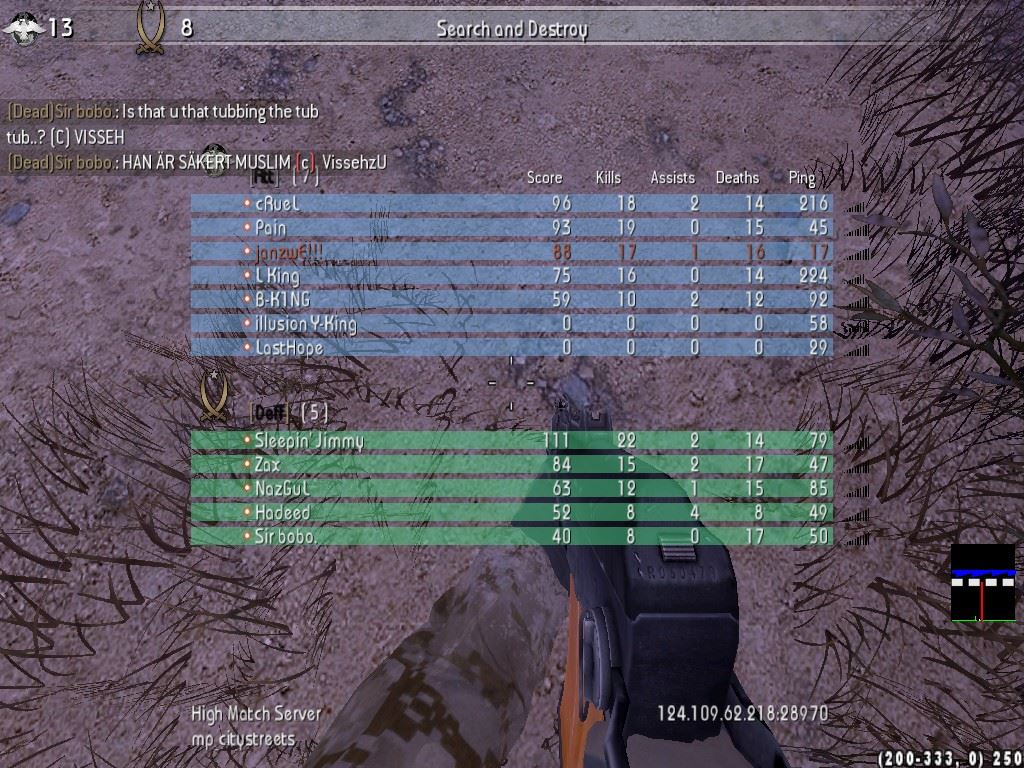 13 8 Search and Destroy
(Dead)Sir bobo.: Is that u that tubbing the tub
tub..? (C) VISSEH
(Dead)Sir bobo.: HAN ÄR SÄKERT MUSLIM (c) VissehzU
Att (7) Score Kills Assists Deaths Ping
cRueL 96 18 2 14 216
Pain 93 19 0 15 45
janzwE!!! 88 17 1 16 17
L King 75 16 0 14 224
B-K1NG 59 10 2 12 92
illusion Y-King 0 0 0 0 58
LastHope 0 0 0 0 29
Deff (5)
Sleepin' Jimmy 111 22 2 14 79
Zax 84 15 2 17 47
NazGuL 63 12 1 15 85
Hadeed 52 8 4 8 49
Sir bobo. 40 8 0 17 50
High Match Server 124.109.62.218:28970
mp citystreets
(200-333, 0) 250